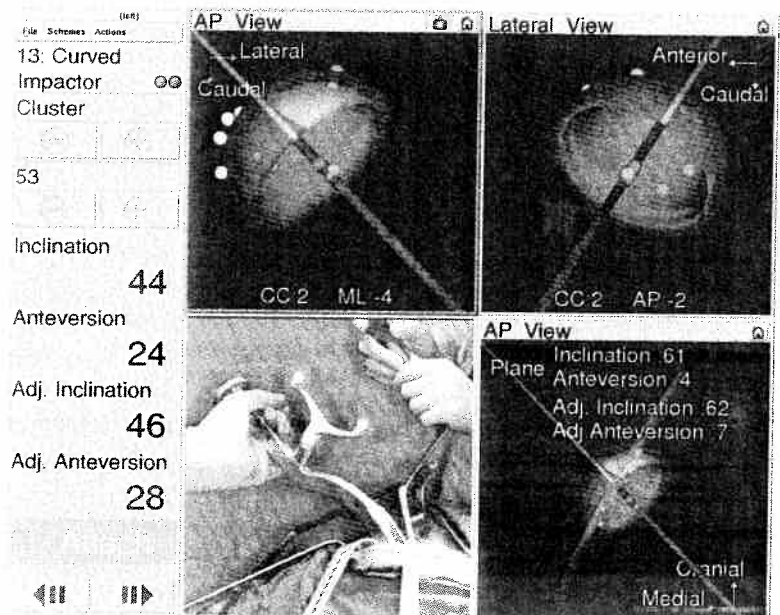 (left)
File Schemes Actions
13: Curved
Impactor
Cluster
53
Inclination
44
Anteversion
24
Adj. Inclination
46
Adj. Anteversion
28
AP View
Lateral
Caudal
CC 2 ML -4
Lateral View
Anterior
Caudal
CC 2 AP -2
AP View
Plane
Inclination 61
Anteversion 4
Adj. Inclination 62
Adj Anteversion 7
Cranial
Medial